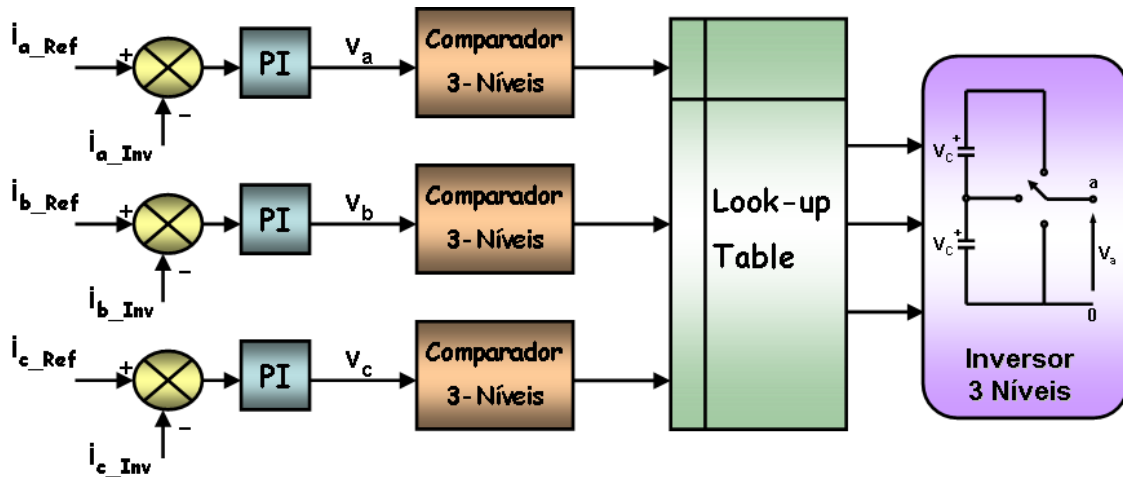 i_a_Ref
+
−
i_a_Inv
PI
V_a
Comparador
3-Níveis
i_b_Ref
+
−
i_b_Inv
PI
V_b
Comparador
3-Níveis
i_c_Ref
+
−
i_c_Inv
PI
V_c
Comparador
3-Níveis
Look-up
Table
V_C
+
V_C
+
a
V_a
0
Inversor
3 Níveis